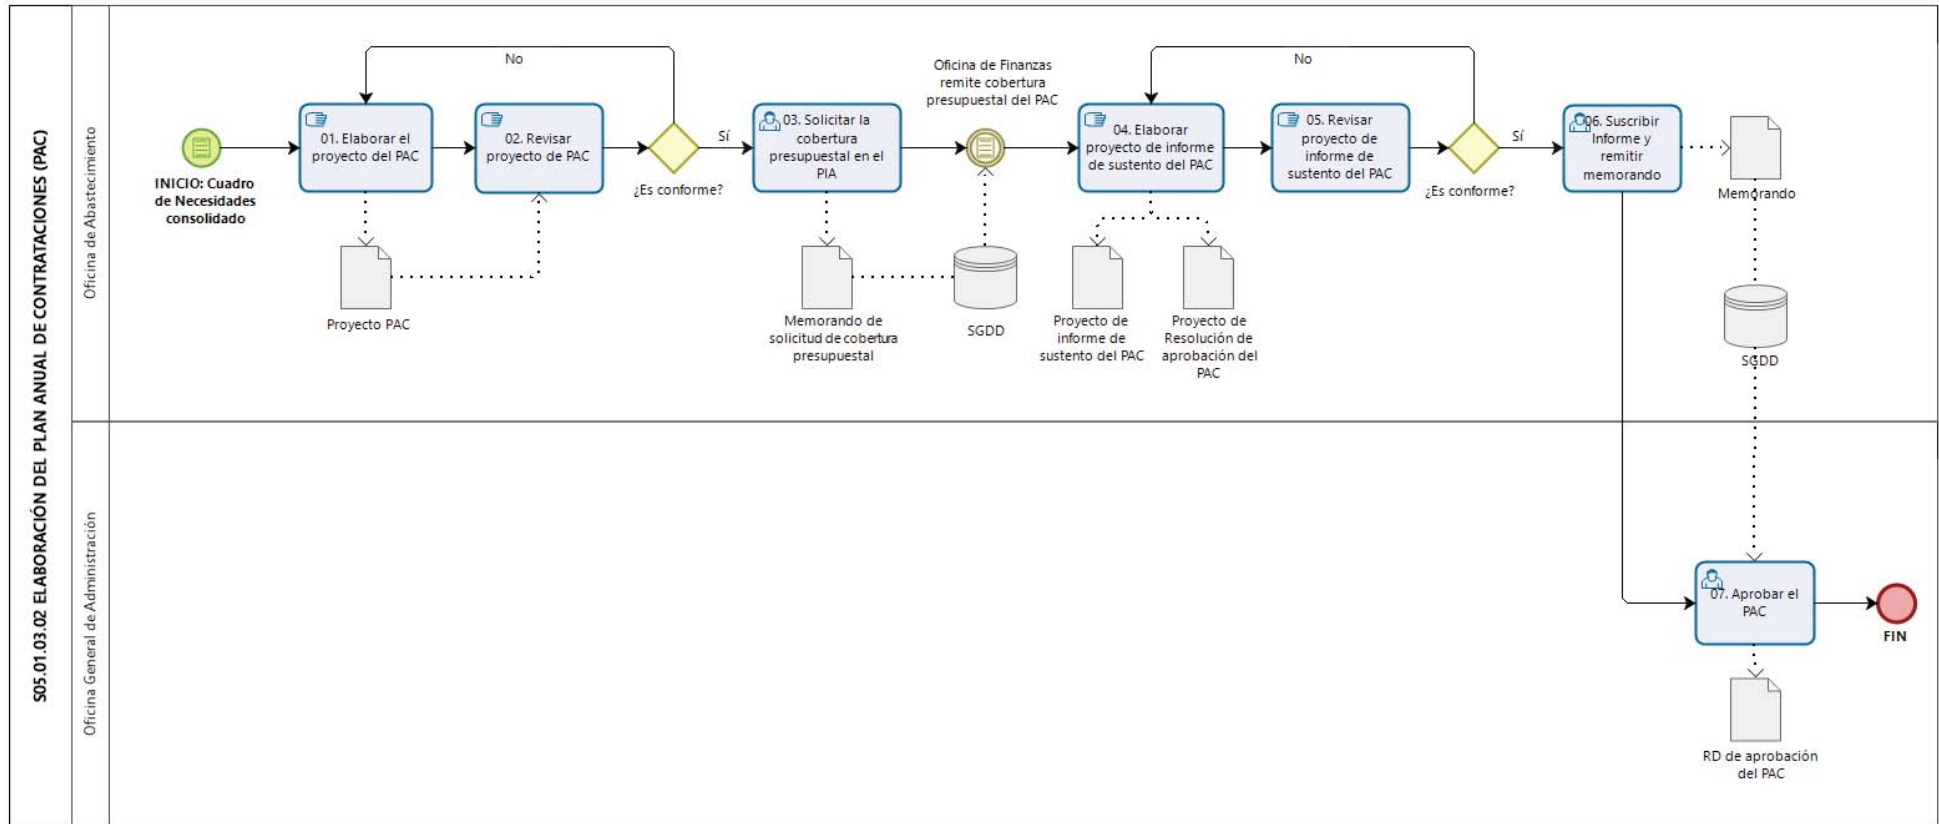 S05.01.03.02 ELABORACIÓN DEL PLAN ANUAL DE CONTRATACIONES (PAC)
Oficina de Abastecimiento
INICIO: Cuadro
de Necesidades
consolidado
No
01. Elaborar el
proyecto del PAC
Proyecto PAC
02. Revisar
proyecto de PAC
¿Es conforme?
Sí
03. Solicitar la
cobertura
presupuestal en el
PIA
Memorando de
solicitud de cobertura
presupuestal
Oficina de Finanzas
remite cobertura
presupuestal del PAC
SGDD
No
04. Elaborar
proyecto de informe
de sustento del PAC
Proyecto de
informe de
sustento del PAC
Proyecto de
Resolución de
aprobación del
PAC
05. Revisar
proyecto de
informe de
sustento del PAC
¿Es conforme?
Sí
06. Suscribir
Informe y
remitir
memorando
Memorando
SGDD
Oficina General de Administración
07. Aprobar el
PAC
FIN
RD de aprobación
del PAC